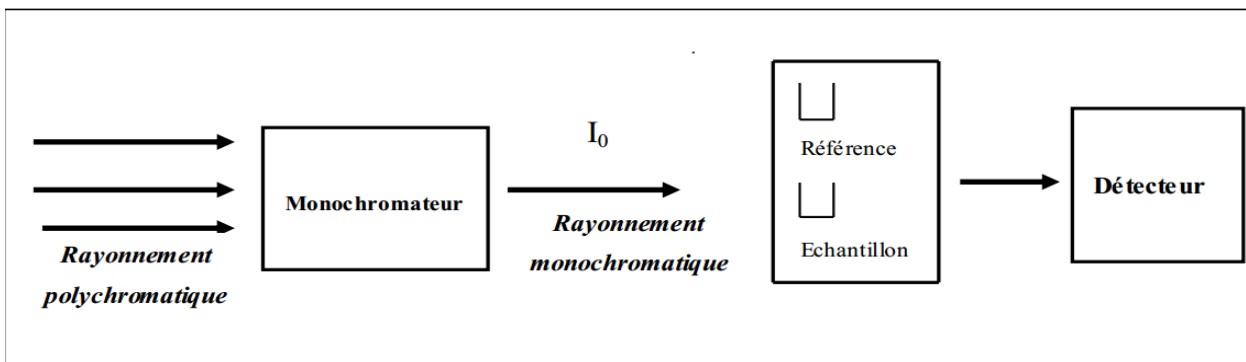 Rayonnement
polychromatique
Monochromateur
I₀
Rayonnement
monochromatique
Référence
Echantillon
Détecteur